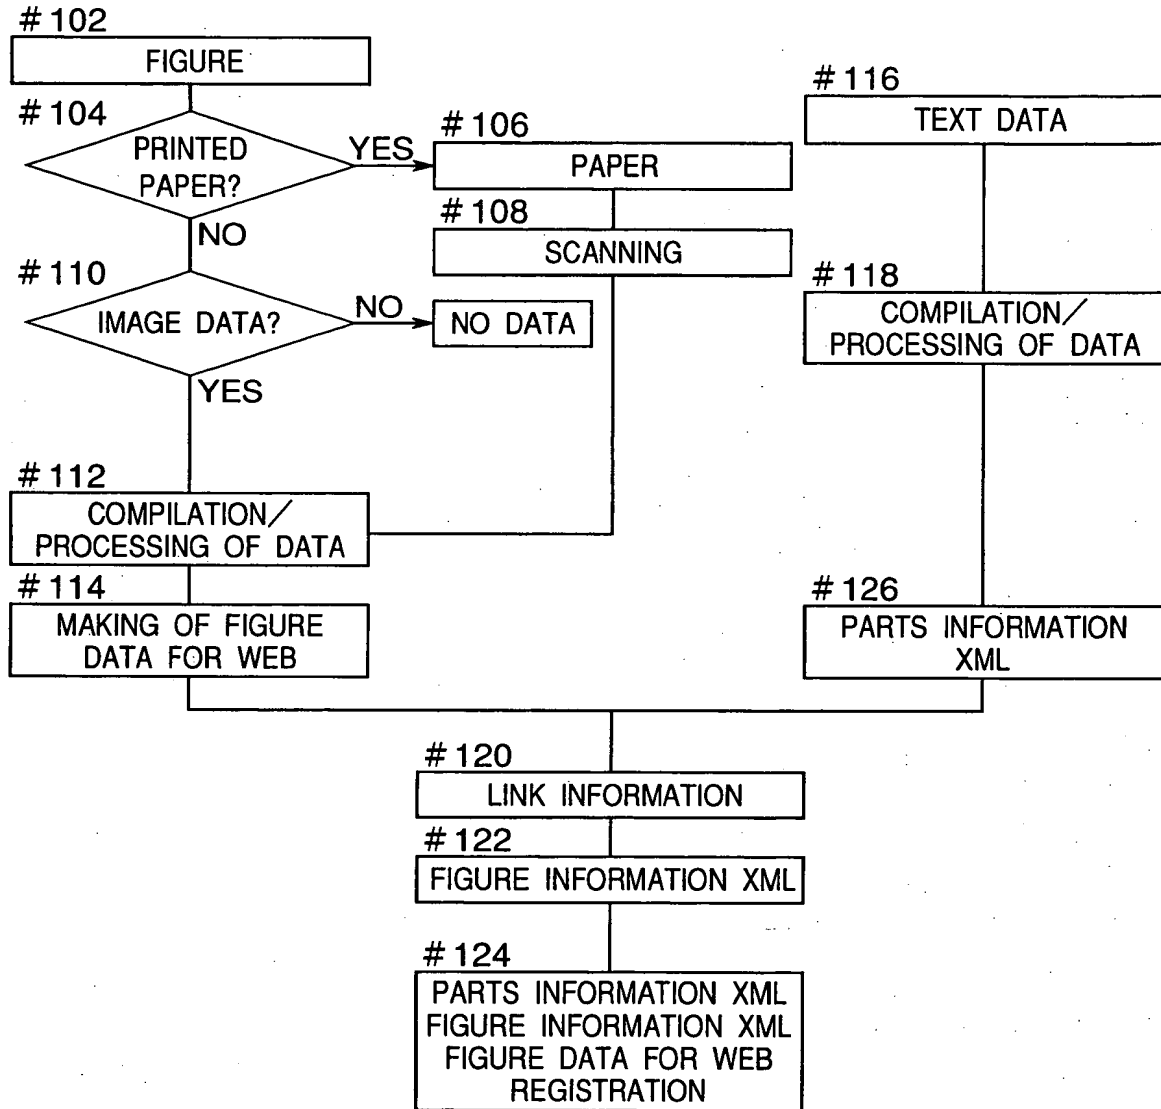 # 102
FIGURE
# 104
PRINTED
PAPER?
YES
NO
# 106
PAPER
# 108
SCANNING
# 110
IMAGE DATA?
NO
YES
NO DATA
# 112
COMPILATION/
PROCESSING OF DATA
# 114
MAKING OF FIGURE
DATA FOR WEB
# 116
TEXT DATA
# 118
COMPILATION/
PROCESSING OF DATA
# 126
PARTS INFORMATION
XML
# 120
LINK INFORMATION
# 122
FIGURE INFORMATION XML
# 124
PARTS INFORMATION XML
FIGURE INFORMATION XML
FIGURE DATA FOR WEB
REGISTRATION